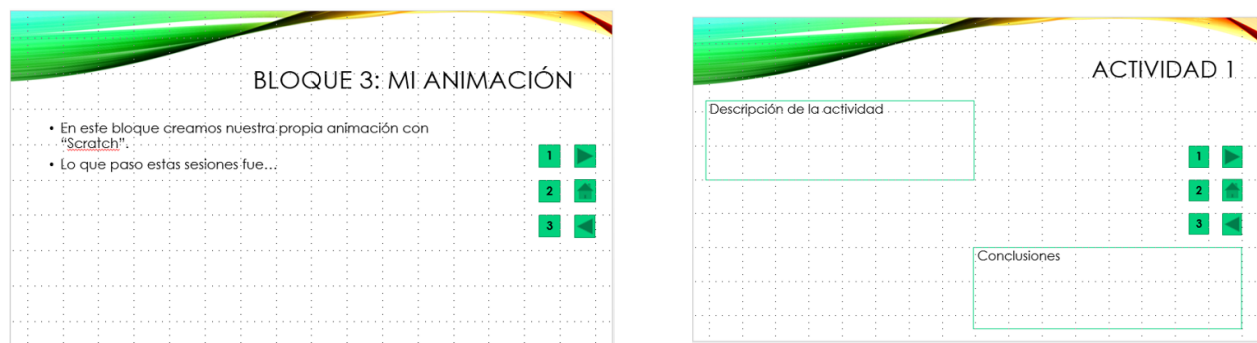 BLOQUE 3: MI ANIMACIÓN
• En este bloque creamos nuestra propia animación con
“Scratch”.
• Lo que paso estas sesiones fue...
1
2
3
ACTIVIDAD 1
Descripción de la actividad
1
2
3
Conclusiones